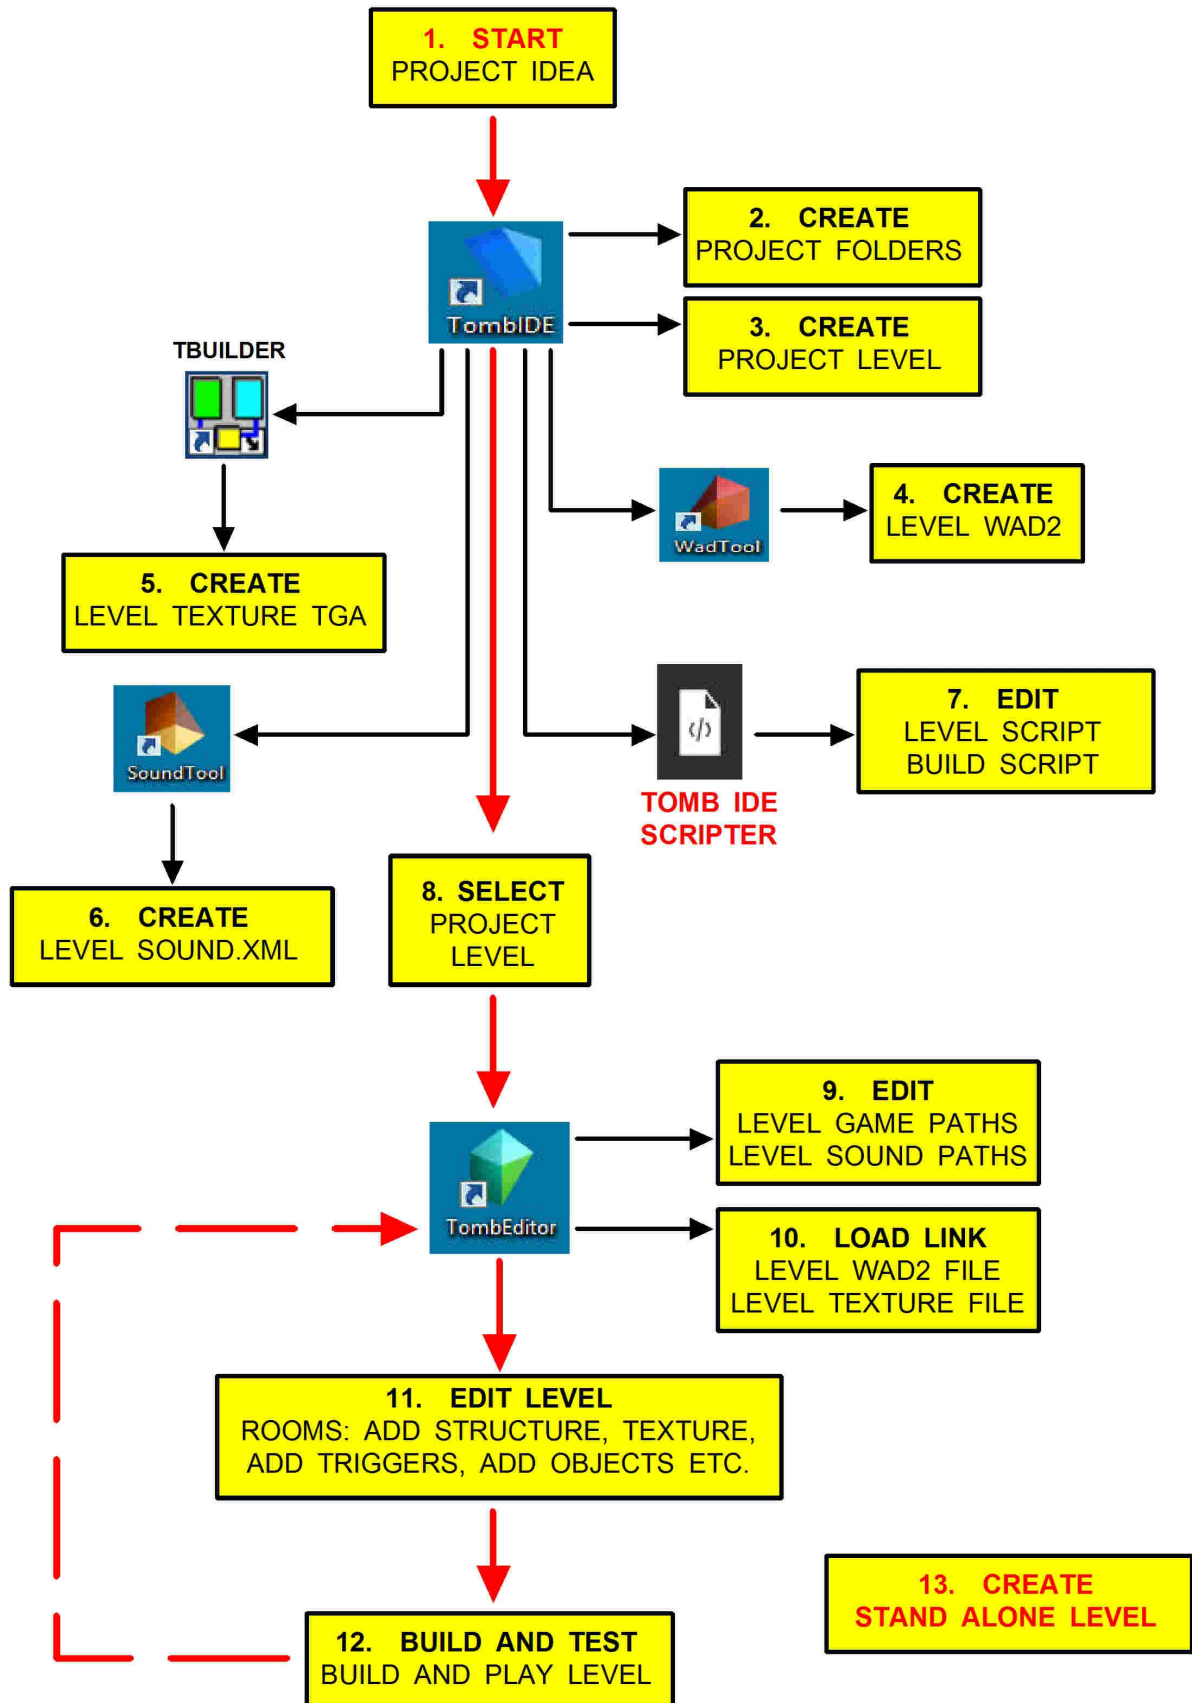 1. START
PROJECT IDEA
2. CREATE
PROJECT FOLDERS
TombIDE
3. CREATE
PROJECT LEVEL
TBUILDER
4. CREATE
LEVEL WAD2
WadTool
5. CREATE
LEVEL TEXTURE TGA
</>
7. EDIT
LEVEL SCRIPT
BUILD SCRIPT
SoundTool
TOMB IDE
SCRIPTER
8. SELECT
PROJECT
LEVEL
6. CREATE
LEVEL SOUND.XML
9. EDIT
LEVEL GAME PATHS
LEVEL SOUND PATHS
TombEditor
10. LOAD LINK
LEVEL WAD2 FILE
LEVEL TEXTURE FILE
11. EDIT LEVEL
ROOMS: ADD STRUCTURE, TEXTURE,
ADD TRIGGERS, ADD OBJECTS ETC.
12. BUILD AND TEST
BUILD AND PLAY LEVEL
13. CREATE
STAND ALONE LEVEL